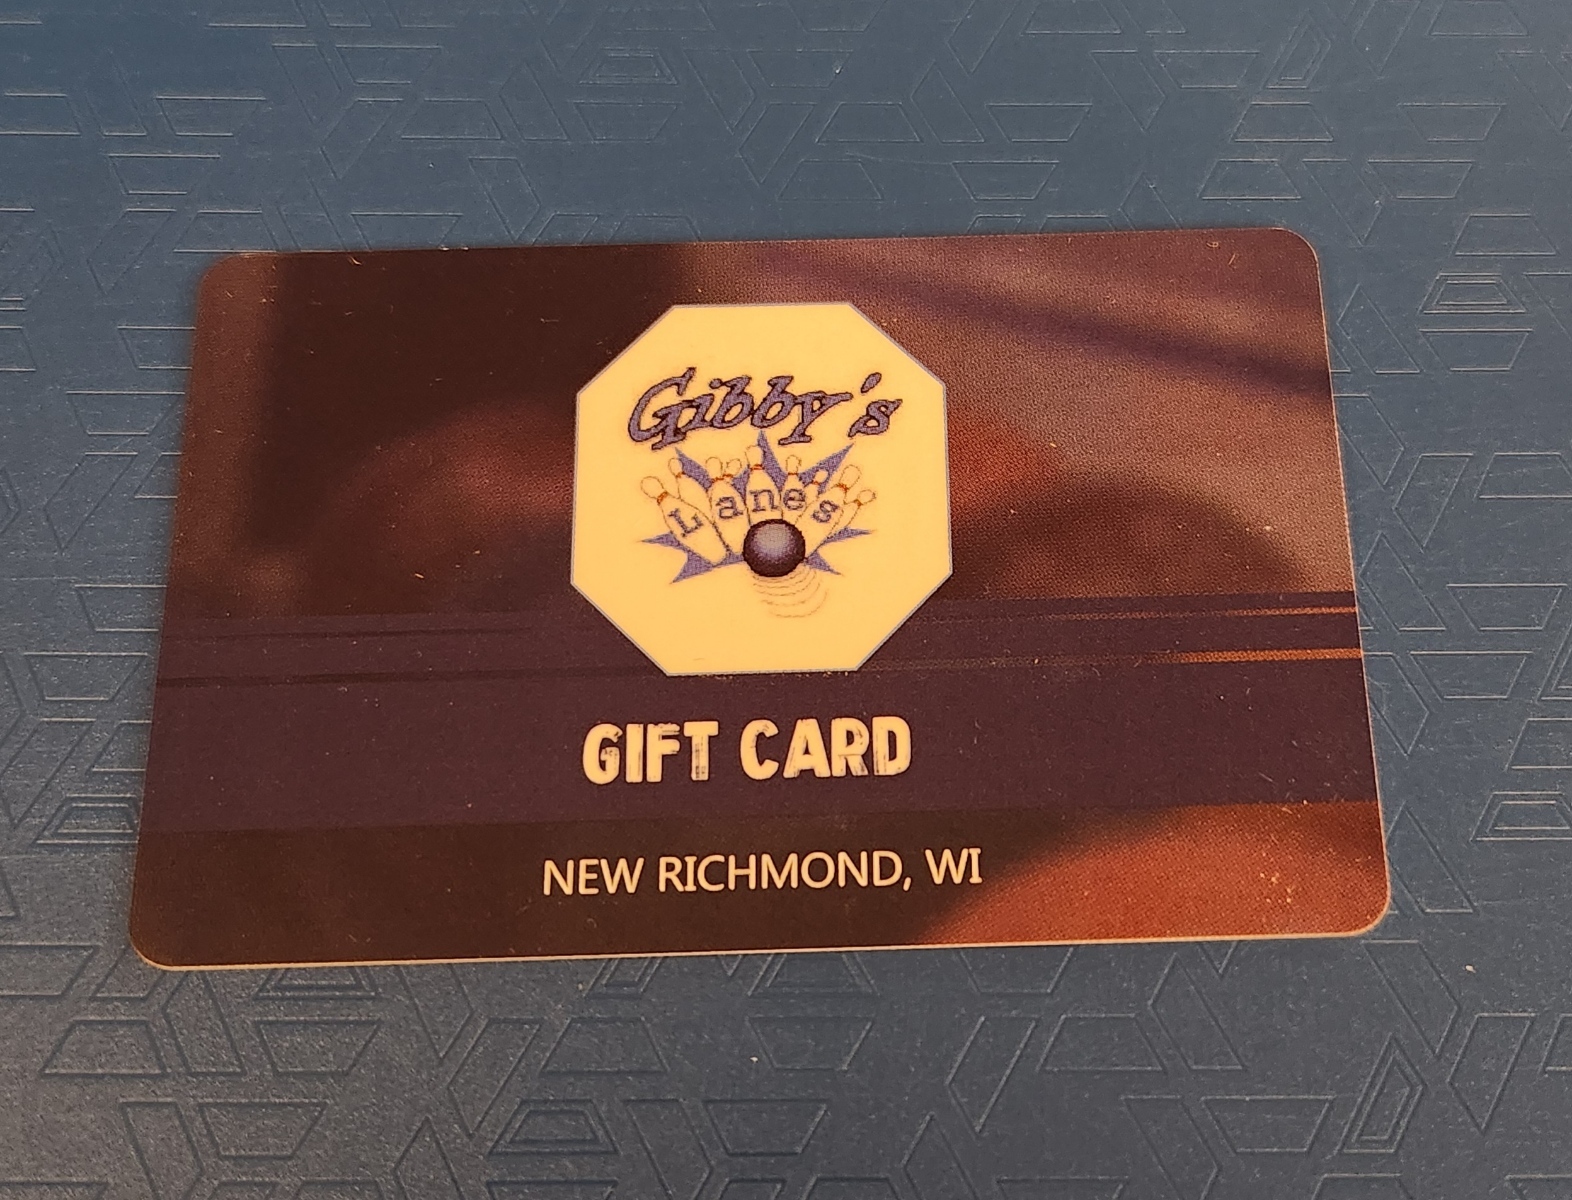 Gibby's
Lanes
GIFT CARD
NEW RICHMOND, WI